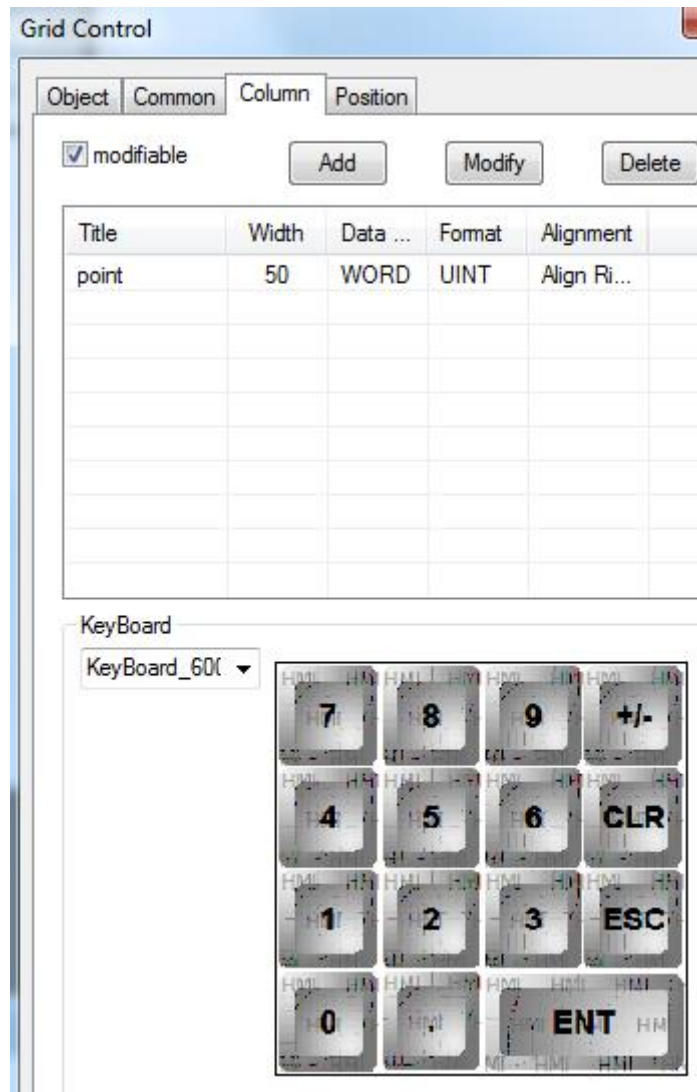 Grid Control
Object Common Column Position
modifiable Add Modify Delete
Title Width Data ... Format Alignment
point 50 WORD UINT Align Ri...
KeyBoard
KeyBoard_60(
7 8 9 +/-
4 5 6 CLR
1 2 3 ESC
0 . ENT